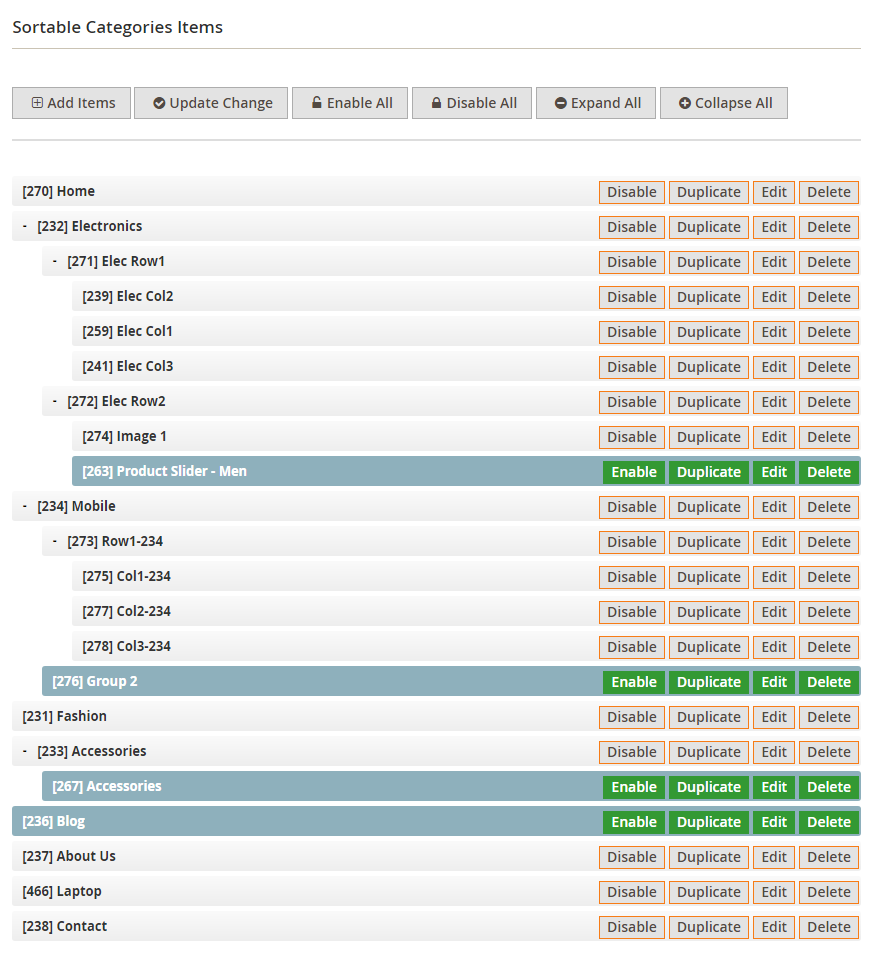 Sortable Categories Items
Add Items Update Change Enable All Disable All Expand All Collapse All
[270] Home Disable Duplicate Edit Delete
- [232] Electronics Disable Duplicate Edit Delete
- [271] Elec Row1 Disable Duplicate Edit Delete
[239] Elec Col2 Disable Duplicate Edit Delete
[259] Elec Col1 Disable Duplicate Edit Delete
[241] Elec Col3 Disable Duplicate Edit Delete
- [272] Elec Row2 Disable Duplicate Edit Delete
[274] Image 1 Disable Duplicate Edit Delete
[263] Product Slider - Men Enable Duplicate Edit Delete
- [234] Mobile Disable Duplicate Edit Delete
- [273] Row1-234 Disable Duplicate Edit Delete
[275] Col1-234 Disable Duplicate Edit Delete
[277] Col2-234 Disable Duplicate Edit Delete
[278] Col3-234 Disable Duplicate Edit Delete
[276] Group 2 Enable Duplicate Edit Delete
[231] Fashion Disable Duplicate Edit Delete
- [233] Accessories Disable Duplicate Edit Delete
[267] Accessories Enable Duplicate Edit Delete
[236] Blog Enable Duplicate Edit Delete
[237] About Us Disable Duplicate Edit Delete
[466] Laptop Disable Duplicate Edit Delete
[238] Contact Disable Duplicate Edit Delete